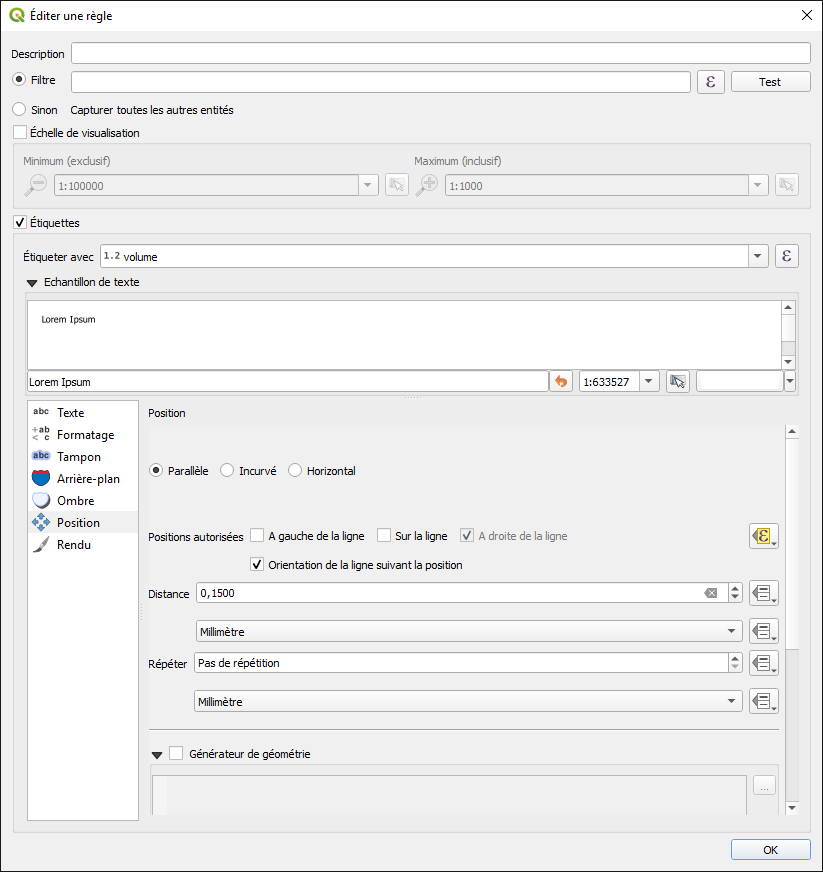 Éditer une règle
Description
Filtre ε Test
Sinon Capturer toutes les autres entités
Échelle de visualisation
Minimum (exclusif) Maximum (inclusif)
1:100000 1:1000
Étiquettes
Étiqueter avec 1.2 volume ε
Echantillon de texte
Lorem Ipsum
Lorem Ipsum 1:633527
abc Texte Position
+ab < c Formatage
abc Tampon
Arrière-plan Parallèle Incurvé Horizontal
Ombre
Position
Positions autorisées A gauche de la ligne Sur la ligne A droite de la ligne ε
Rendu
Orientation de la ligne suivant la position
Distance 0,1500
Millimètre
Répéter Pas de répétition
Millimètre
Générateur de géométrie
...
OK